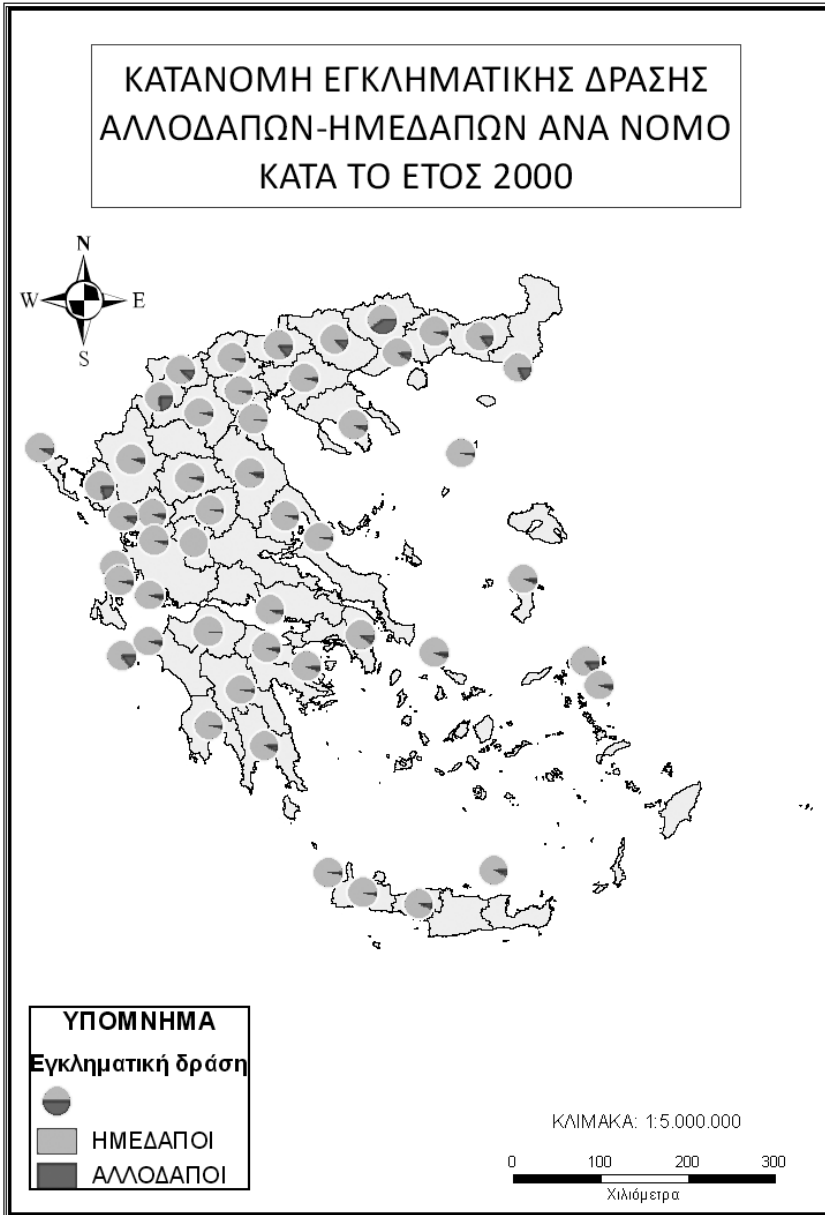 ΚΑΤΑΝΟΜΗ ΕΓΚΛΗΜΑΤΙΚΗΣ ΔΡΑΣΗΣ
ΑΛΛΟΔΑΠΩΝ-ΗΜΕΔΑΠΩΝ ΑΝΑ ΝΟΜΟ
ΚΑΤΑ ΤΟ ΕΤΟΣ 2000
N
W E
S
ΥΠΟΜΝΗΜΑ
Εγκληματική δράση
ΗΜΕΔΑΠΟΙ
ΑΛΛΟΔΑΠΟΙ
ΚΛΙΜΑΚΑ: 1:5.000.000
0 100 200 300
Χιλιόμετρα